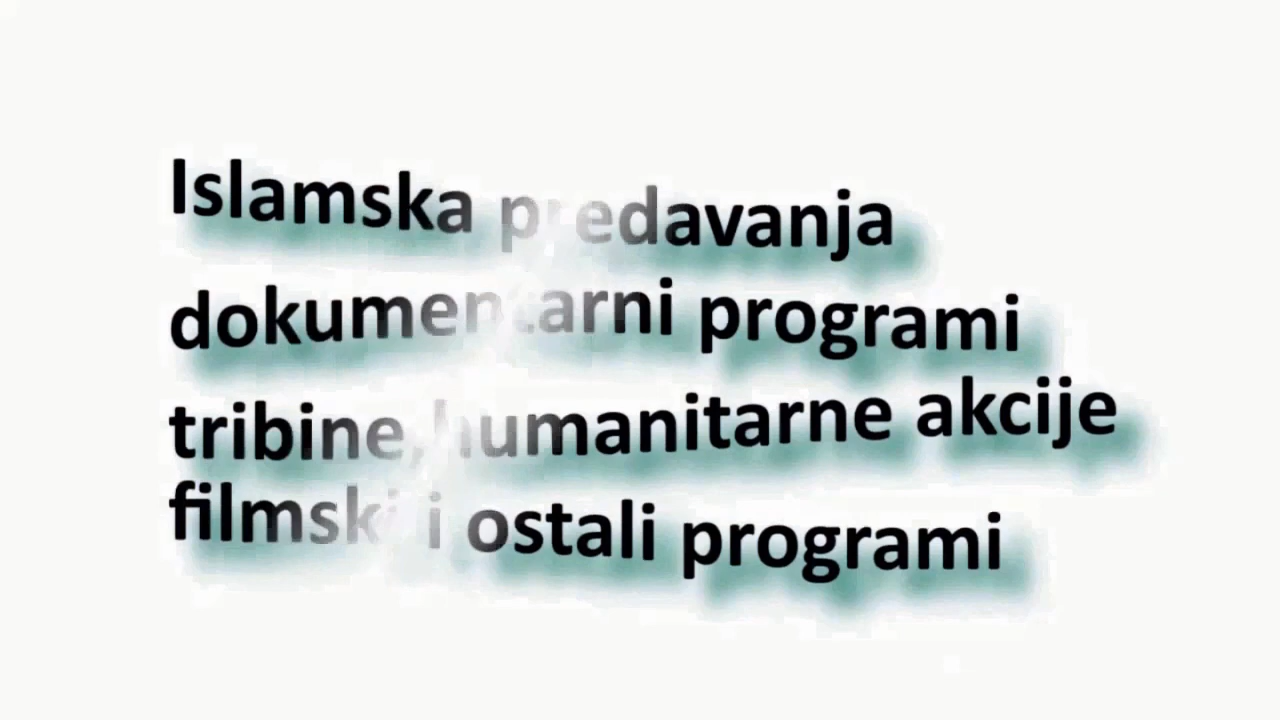 Islamska predavanja
dokumentarni programi
tribine, humanitarne akcije
filmski i ostali programi